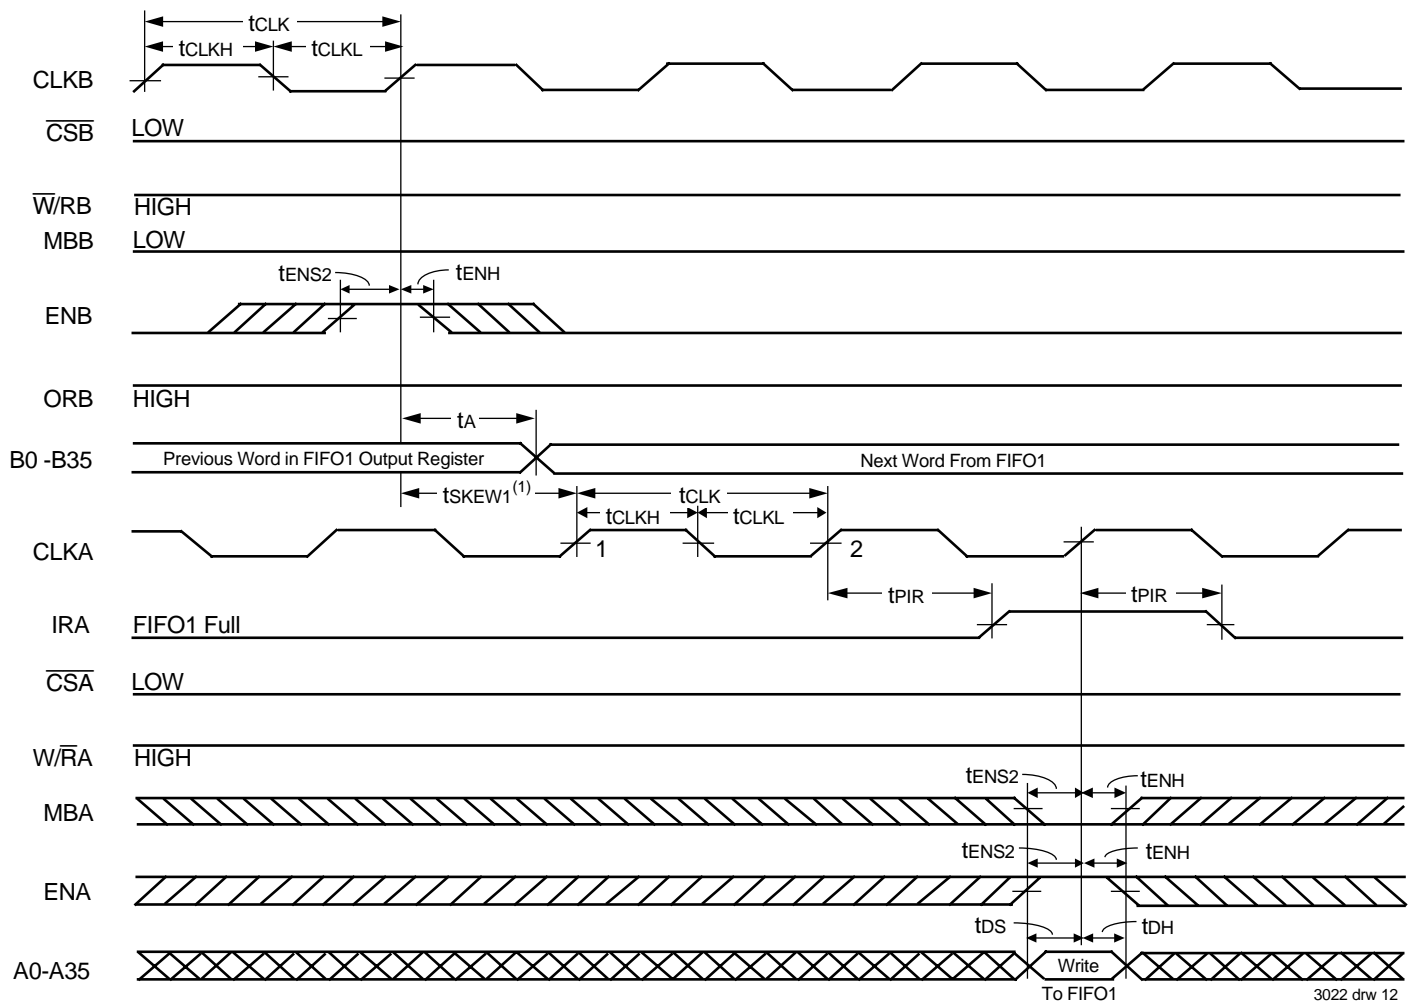 tCLK
tCLKH
tCLKL
CLKB
CSB
LOW
W/RB
HIGH
MBB
LOW
tENS2
tENH
ENB
ORB
HIGH
tA
B0 -B35
Previous Word in FIFO1 Output Register
Next Word From FIFO1
tSKEW1(1)
tCLK
tCLKH
tCLKL
CLKA
1
2
tPIR
tPIR
IRA
FIFO1 Full
CSA
LOW
W/RA
HIGH
tENS2
tENH
MBA
tENS2
tENH
ENA
tDS
tDH
A0-A35
Write
To FIFO1
3022 drw 12